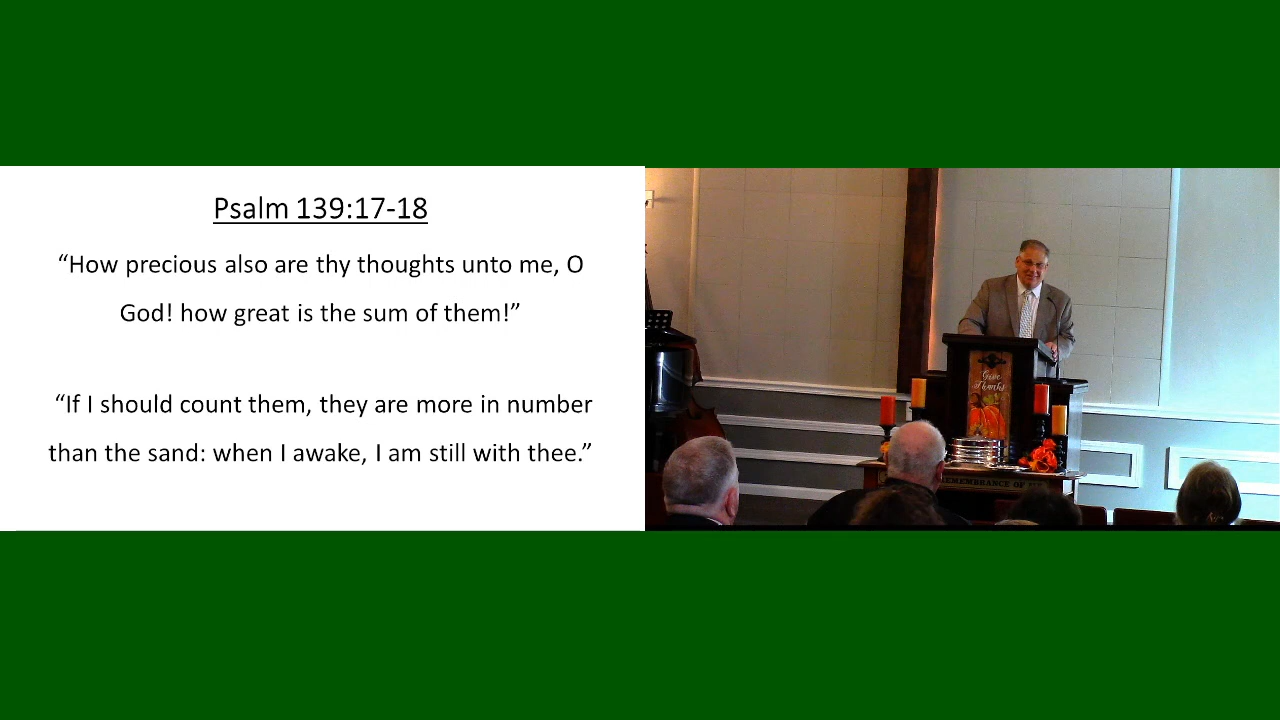 Psalm 139:17-18
“How precious also are thy thoughts unto me, O
God! how great is the sum of them!”
“If I should count them, they are more in number
than the sand: when I awake, I am still with thee.”
Give
Thanks
REMEMBRANCE OF